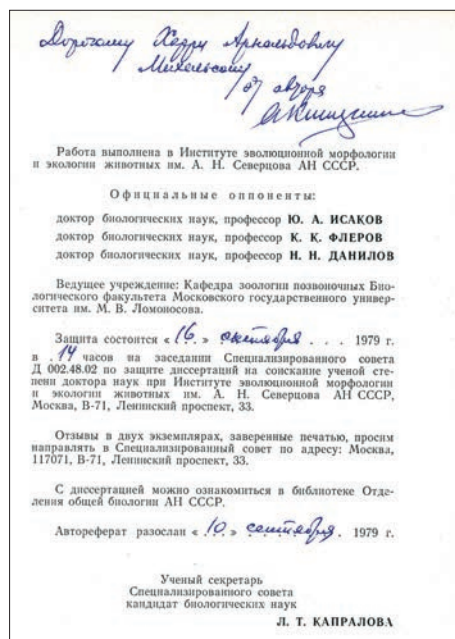 Дорогому Харри Арнольдовичу
от автора
Работа выполнена в Институте эволюционной морфологии
и экологии животных им. А. Н. Северцова АН СССР.
Официальные оппоненты:
доктор биологических наук, профессор Ю. А. ИСАКОВ
доктор биологических наук, профессор К. К. ФЛЕРОВ
доктор биологических наук, профессор Н. Н. ДАНИЛОВ
Ведущее учреждение: Кафедра зоологии позвоночных Био-
логического факультета Московского государственного универ-
ситета им. М. В. Ломоносова.
Защита состоится «16» октября . . . 1979 г.
в 14 часов на заседании Специализированного совета
Д 002.48.02 по защите диссертаций на соискание ученой сте-
пени доктора наук при Институте эволюционной морфологии
и экологии животных им. А. Н. Северцова АН СССР,
Москва, В-71, Ленинский проспект, 33.
Отзывы в двух экземплярах, заверенные печатью, просим
направлять в Специализированный совет по адресу: Москва,
117071, В-71, Ленинский проспект, 33.
С диссертацией можно ознакомиться в библиотеке Отде-
ления общей биологии АН СССР.
Автореферат разослан «10» сентября . 1979 г.
Ученый секретарь
Специализированного совета
кандидат биологических наук
Л. Т. КАПРАЛОВА